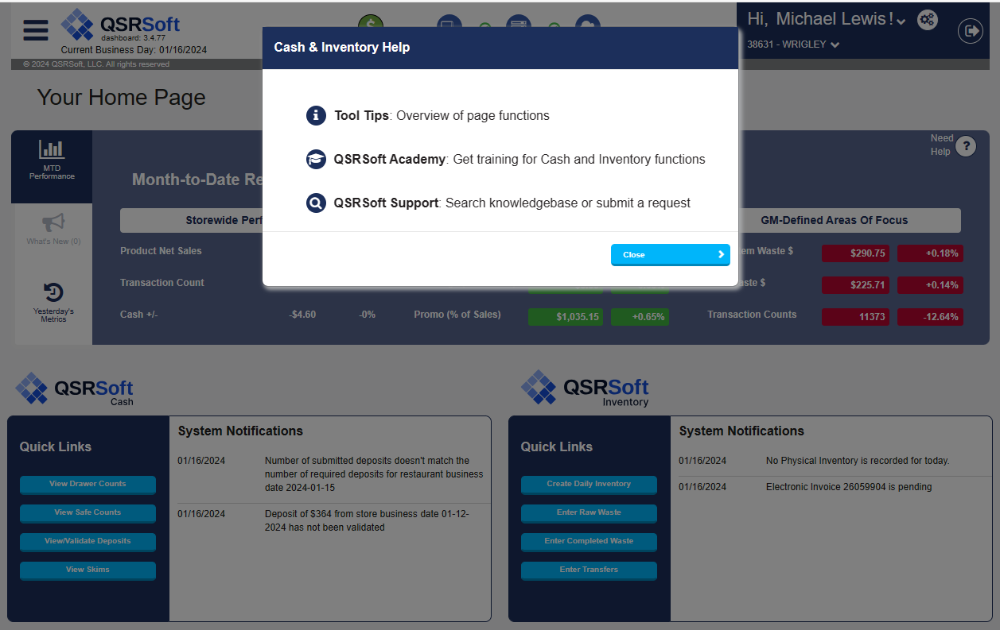 QSRSoft
dashboard: 3.4.77
Current Business Day: 01/16/2024
© 2024 QSRSoft, LLC. All rights reserved
Hi, Michael Lewis!
38631 - WRIGLEY
Your Home Page
Cash & Inventory Help
Tool Tips: Overview of page functions
QSRSoft Academy: Get training for Cash and Inventory functions
QSRSoft Support: Search knowledgebase or submit a request
Close
MTD
Performance
What's New (0)
Yesterday's
Metrics
Need
Help
Month-to-Date
Storewide
GM-Defined Areas Of Focus
Product Net Sales
Waste $
$290.75
+0.18%
Transaction Count
$
$225.71
+0.14%
Cash +/-
-$4.60
-0%
Promo (% of Sales)
$1,035.15
+0.65%
Transaction Counts
11373
-12.64%
QSRSoft
Cash
Quick Links
View Drawer Counts
View Safe Counts
View/Validate Deposits
View Skims
System Notifications
01/16/2024
Number of submitted deposits doesn't match the
number of required deposits for restaurant business
date 2024-01-15
01/16/2024
Deposit of $364 from store business date 01-12-
2024 has not been validated
QSRSoft
Inventory
Quick Links
Create Daily Inventory
Enter Raw Waste
Enter Completed Waste
Enter Transfers
System Notifications
01/16/2024
No Physical Inventory is recorded for today.
01/16/2024
Electronic Invoice 26059904 is pending